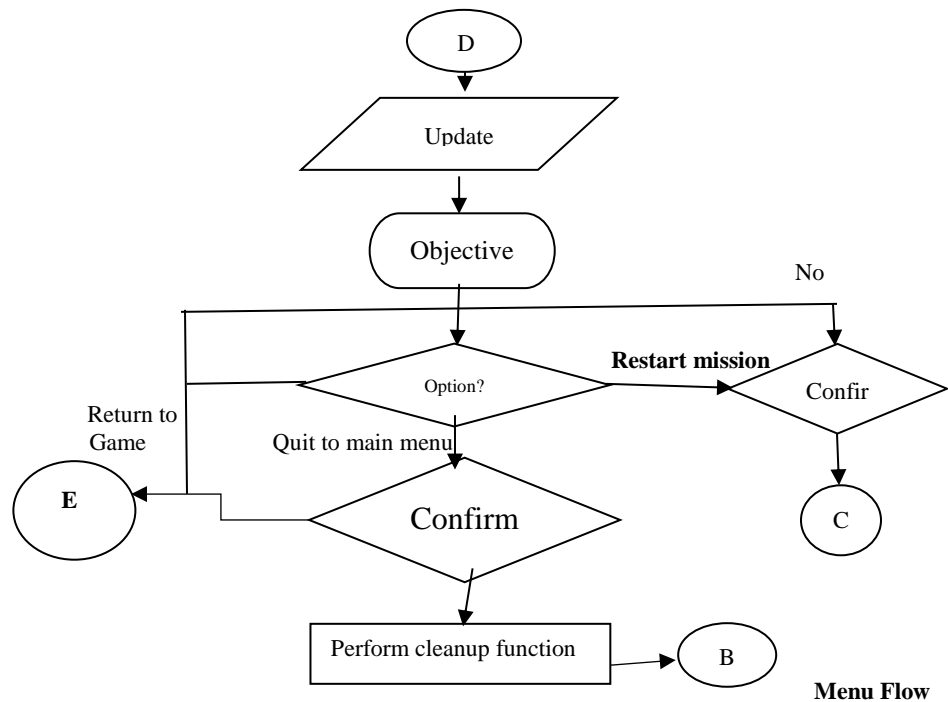 D
Update
Objective
No
Restart mission
Option?
Confir
Return to
Game
Quit to main menu
E
Confirm
C
Perform cleanup function
B
Menu Flow